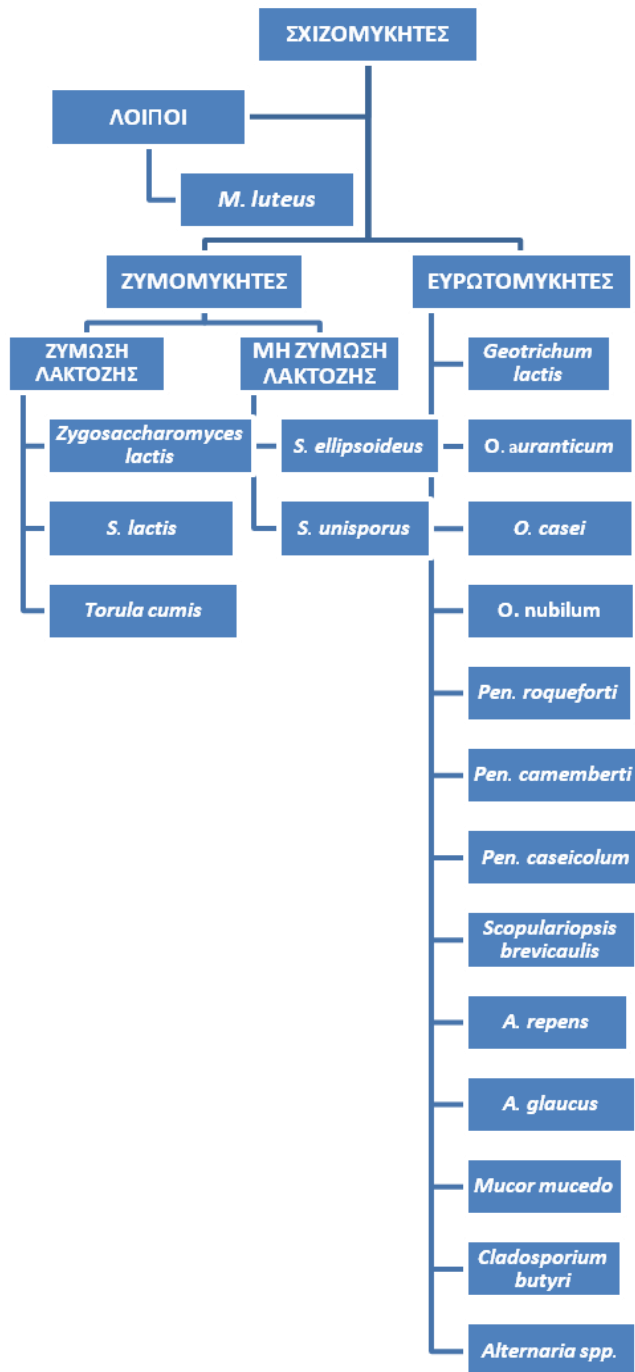 ΣΧΙΖΟΜΥΚΗΤΕΣ
ΛΟΙΠΟΙ
M. luteus
ΖΥΜΟΜΥΚΗΤΕΣ
ΕΥΡΩΤΟΜΥΚΗΤΕΣ
ΖΥΜΩΣΗ
ΛΑΚΤΟΖΗΣ
ΜΗ ΖΥΜΩΣΗ
ΛΑΚΤΟΖΗΣ
Zygosaccharomyces
lactis
S. lactis
Torula cumis
S. ellipsoideus
S. unisporus
Geotrichum
lactis
O. auranticum
O. casei
O. nubilum
Pen. roqueforti
Pen. camemberti
Pen. caseicolum
Scopulariopsis
brevicaulis
A. repens
A. glaucus
Mucor mucedo
Cladosporium
butyri
Alternaria spp.